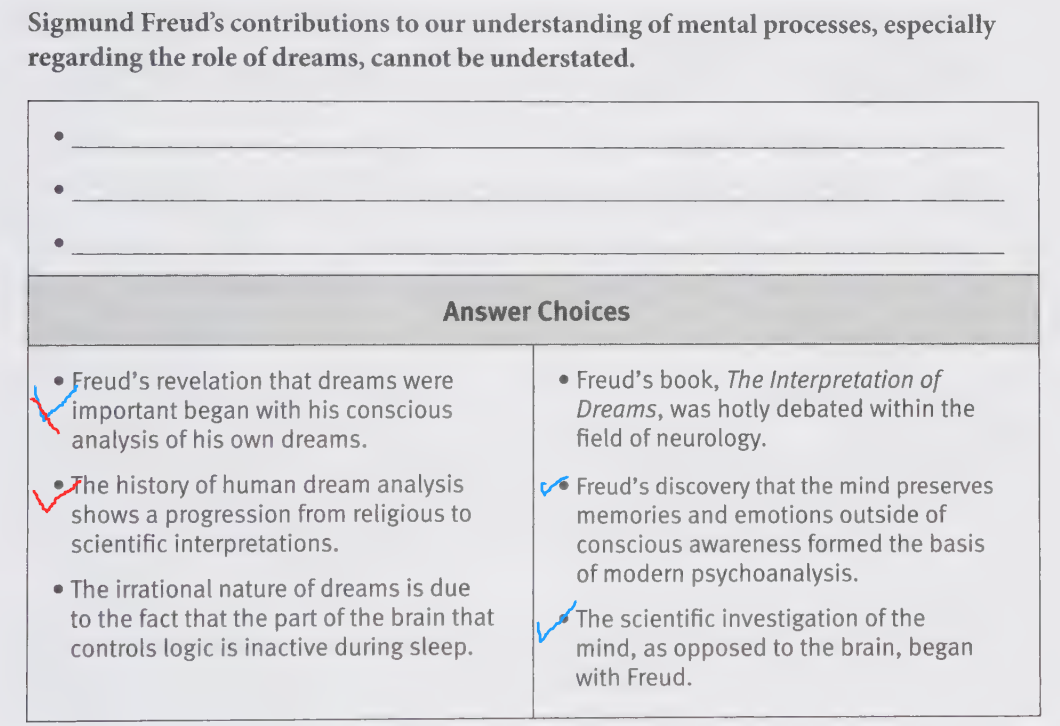 Sigmund Freud's contributions to our understanding of mental processes, especially
regarding the role of dreams, cannot be understated.
•
•
•
Answer Choices
• Freud's revelation that dreams were
important began with his conscious
analysis of his own dreams.
• The history of human dream analysis
shows a progression from religious to
scientific interpretations.
• The irrational nature of dreams is due
to the fact that the part of the brain that
controls logic is inactive during sleep.
• Freud's book, The Interpretation of
Dreams, was hotly debated within the
field of neurology.
• Freud's discovery that the mind preserves
memories and emotions outside of
conscious awareness formed the basis
of modern psychoanalysis.
• The scientific investigation of the
mind, as opposed to the brain, began
with Freud.